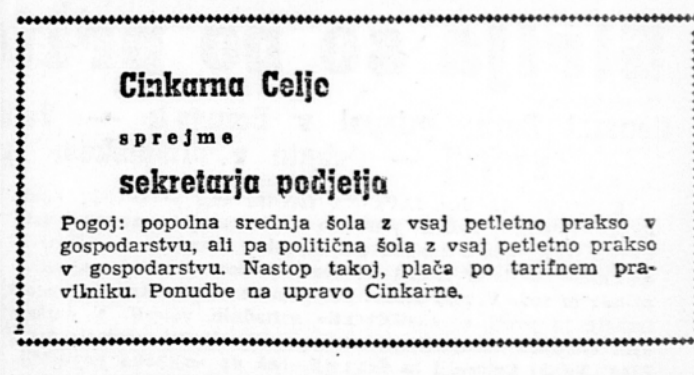 Cinkarna Celje
sprejme
sekretarja podjetja
Pogoj: popolna srednja šola z vsaj petletno prakso v
gospodarstvu, ali pa politična šola z vsaj petletno prakso
v gospodarstvu. Nastop takoj, plača po tarifnem pra-
vilniku. Ponudbe na upravo Cinkarne.